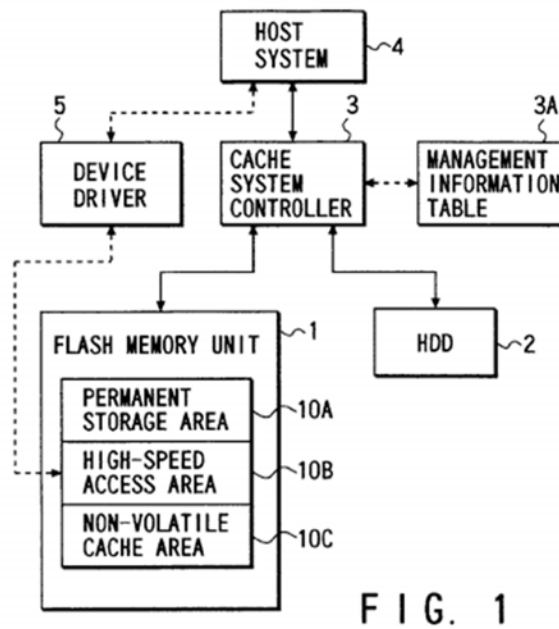 HOST
SYSTEM
4
5
3
3A
DEVICE
DRIVER
CACHE
SYSTEM
CONTROLLER
MANAGEMENT
INFORMATION
TABLE
FLASH MEMORY UNIT
1
HDD
2
PERMANENT
STORAGE AREA
10A
HIGH-SPEED
ACCESS AREA
10B
NON-VOLATILE
CACHE AREA
10C
FIG. 1